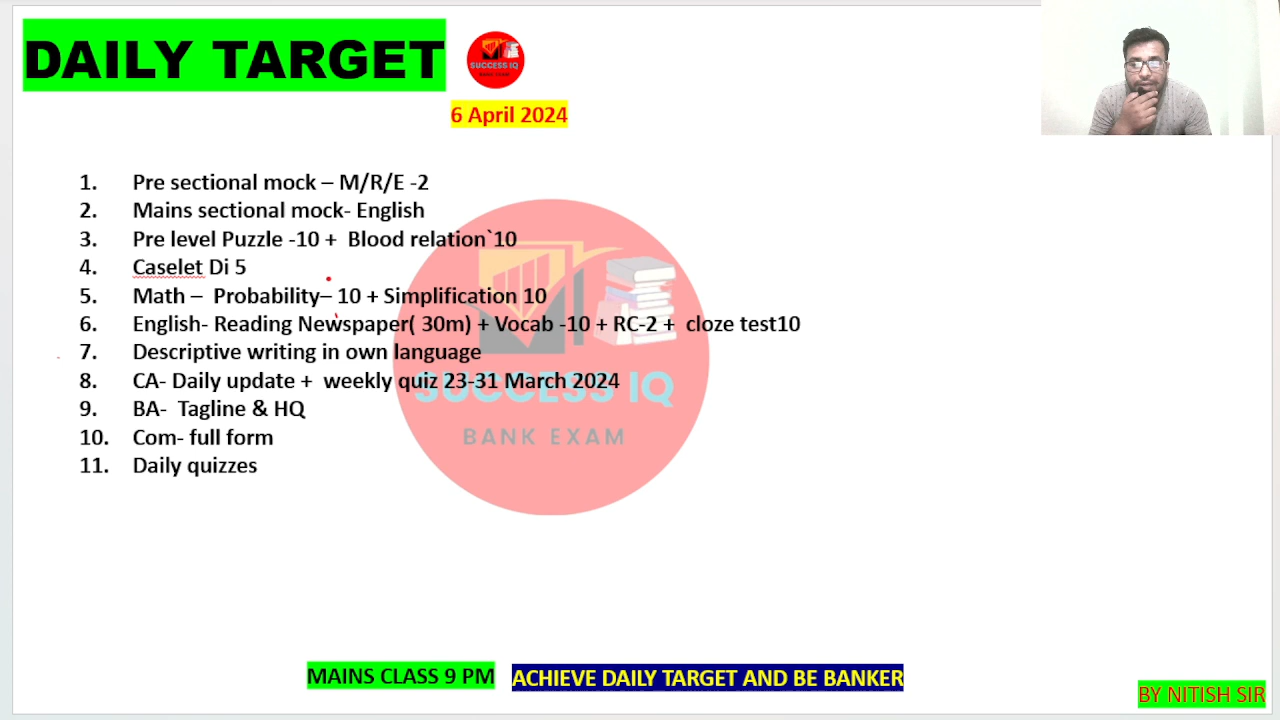 DAILY TARGET
SUCCESS IQ
BANK EXAM
6 April 2024
1. Pre sectional mock – M/R/E -2
2. Mains sectional mock- English
3. Pre level Puzzle -10 + Blood relation`10
4. Caselet Di 5
5. Math – Probability– 10 + Simplification 10
6. English- Reading Newspaper( 30m) + Vocab -10 + RC-2 + cloze test10
7. Descriptive writing in own language
8. CA- Daily update + weekly quiz 23-31 March 2024
9. BA- Tagline & HQ
10. Com- full form
11. Daily quizzes
SUCCESS IQ
BANK EXAM
MAINS CLASS 9 PM
ACHIEVE DAILY TARGET AND BE BANKER
BY NITISH SIR